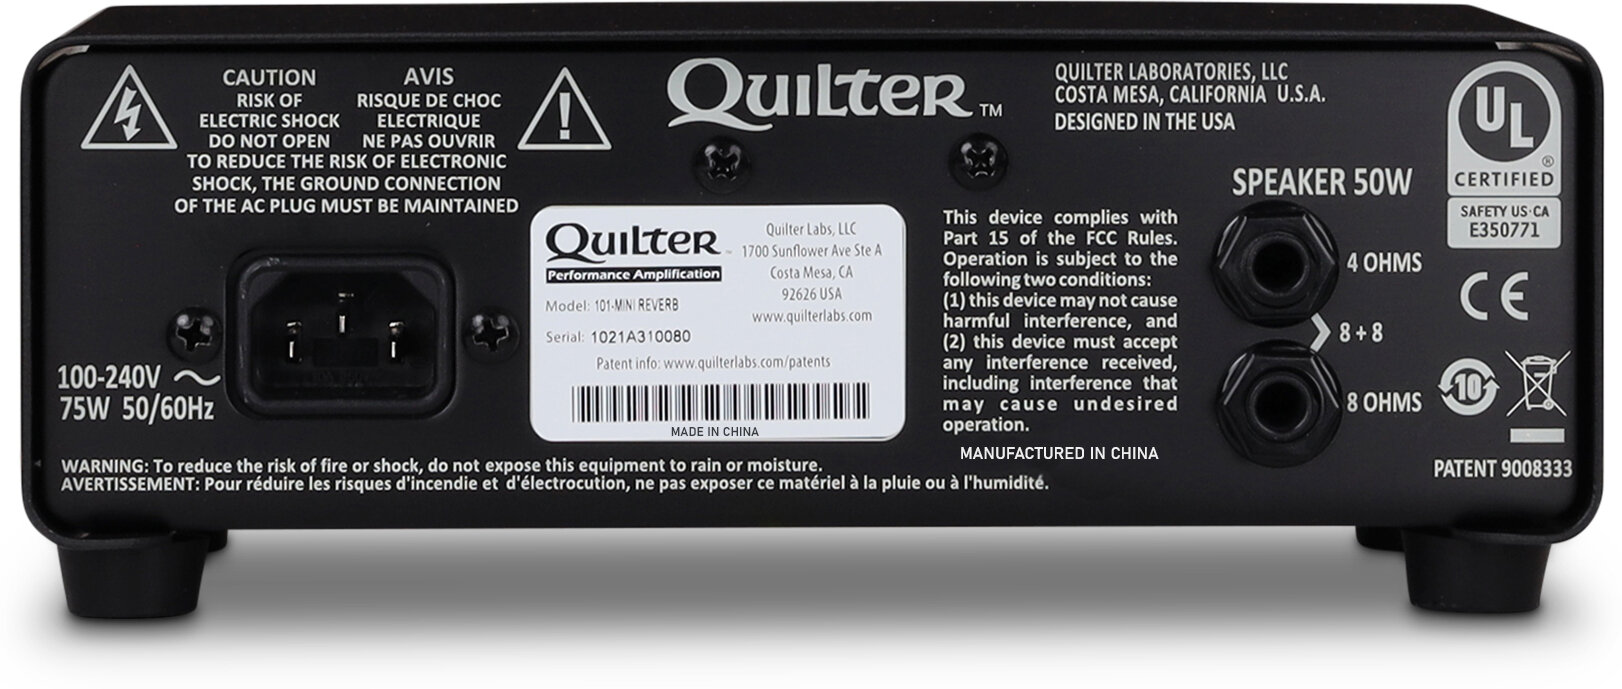 CAUTION
RISK OF
ELECTRIC SHOCK
DO NOT OPEN
AVIS
RISQUE DE CHOC
ELECTRIQUE
NE PAS OUVRIR
TO REDUCE THE RISK OF ELECTRONIC
SHOCK, THE GROUND CONNECTION
OF THE AC PLUG MUST BE MAINTAINED
QUILTER TM
QUILTER LABORATORIES, LLC
COSTA MESA, CALIFORNIA U.S.A.
DESIGNED IN THE USA
UL
®
CERTIFIED
SAFETY US·CA
E350771
100-240V ~
75W 50/60Hz
QUILTER ™
Performance Amplification
Quilter Labs, LLC
1700 Sunflower Ave Ste A
Costa Mesa, CA
92626 USA
www.quilterlabs.com
Model: 101-MINI REVERB
Serial: 1021A310080
Patent info: www.quilterlabs.com/patents
MADE IN CHINA
This device complies with
Part 15 of the FCC Rules.
Operation is subject to the
following two conditions:
(1) this device may not cause
harmful interference, and
(2) this device must accept
any interference received,
including interference that
may cause undesired
operation.
MANUFACTURED IN CHINA
SPEAKER 50W
4 OHMS
8 + 8
8 OHMS
CE
10
PATENT 9008333
WARNING: To reduce the risk of fire or shock, do not expose this equipment to rain or moisture.
AVERTISSEMENT: Pour réduire les risques d'incendie et d'électrocution, ne pas exposer ce matériel à la pluie ou à l'humidité.